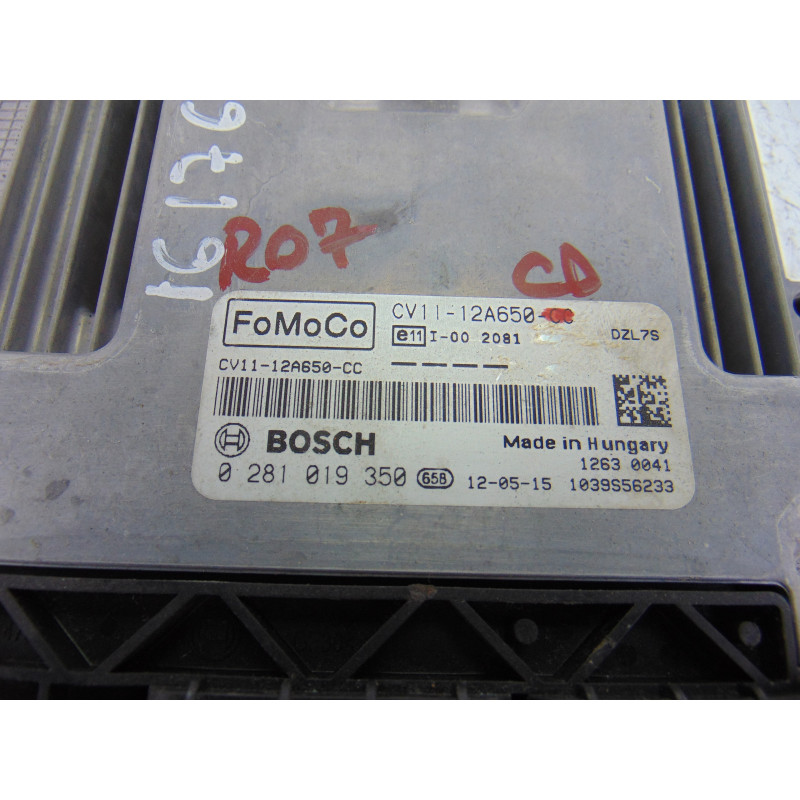 R07
CD
FoMoCo
CV11-12A650-CC
e11 I-00 2081
DZL7S
CV11-12A650-CC
BOSCH
Made in Hungary
1263 0041
0 281 019 350 65B 12-05-15 1039S56233